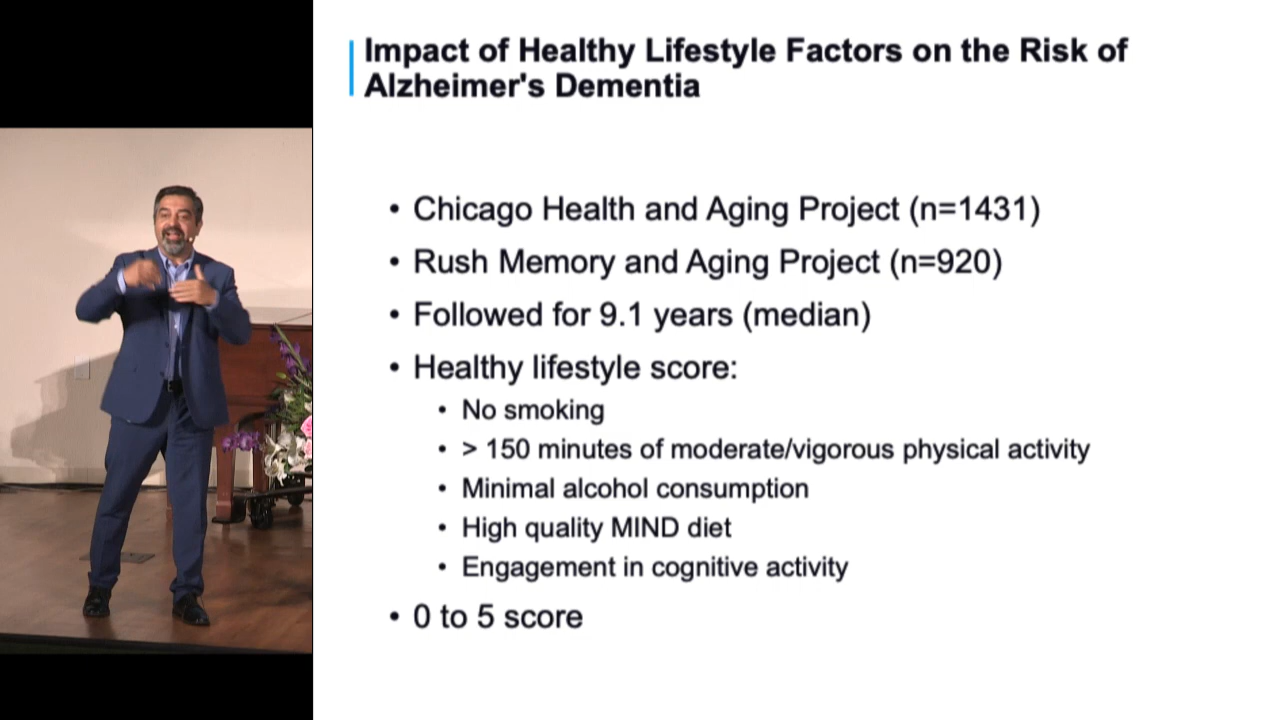 Impact of Healthy Lifestyle Factors on the Risk of
Alzheimer's Dementia
• Chicago Health and Aging Project (n=1431)
• Rush Memory and Aging Project (n=920)
• Followed for 9.1 years (median)
• Healthy lifestyle score:
• No smoking
• > 150 minutes of moderate/vigorous physical activity
• Minimal alcohol consumption
• High quality MIND diet
• Engagement in cognitive activity
• 0 to 5 score